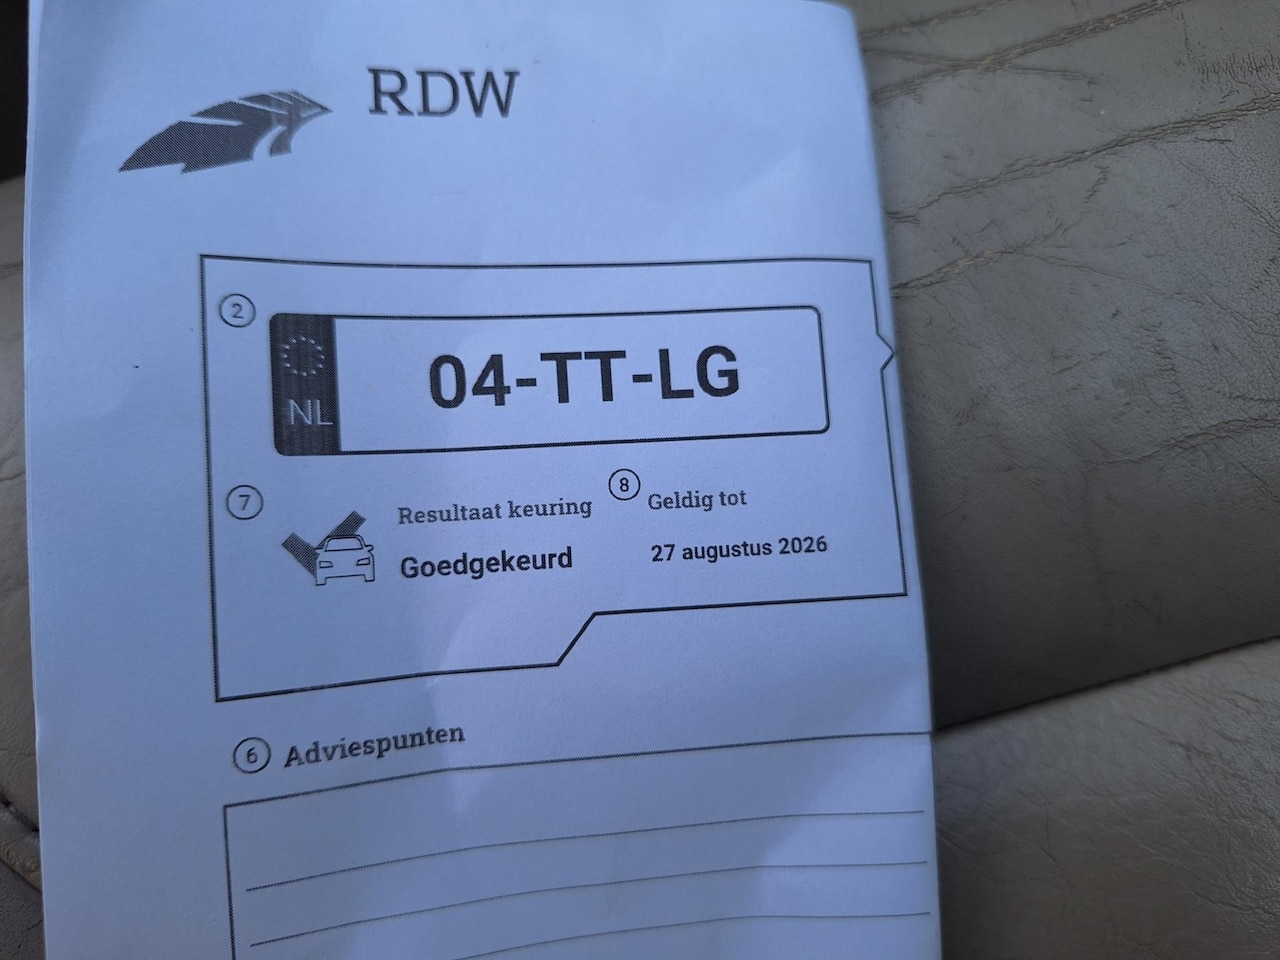 RDW
2
NL
04-TT-LG
7
Resultaat keuring
8
Geldig tot
Goedgekeurd
27 augustus 2026
6 Adviespunten